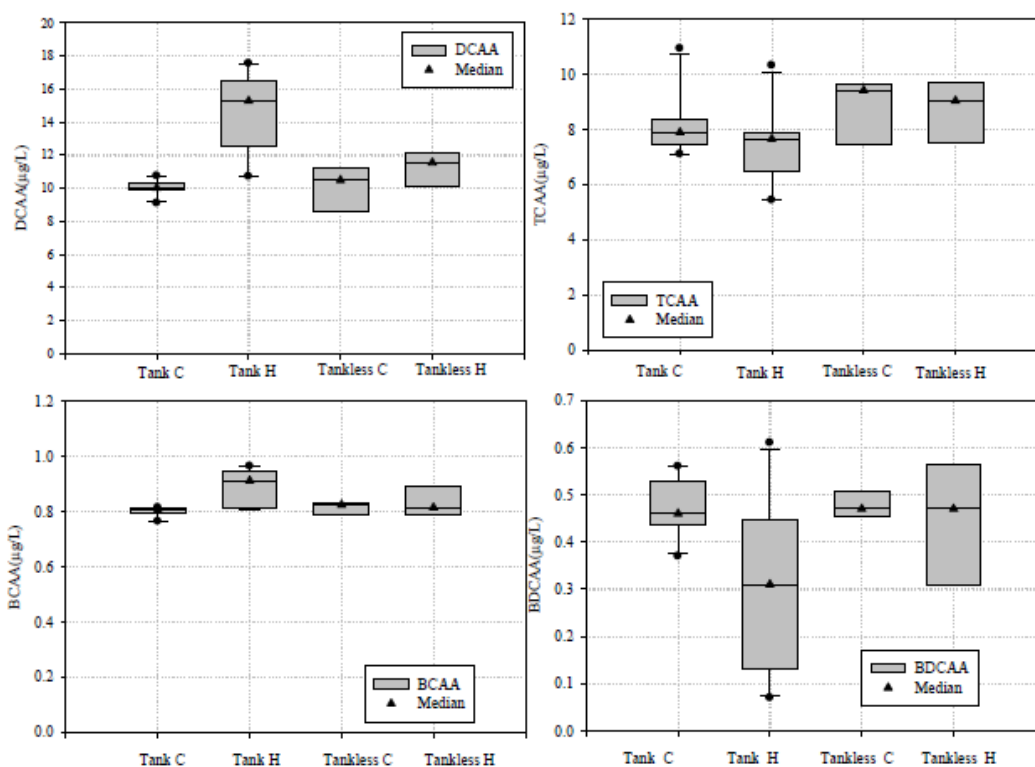 20
18
16
14
12
10
8
6
4
2
0
DCAA(µg/L)
DCAA
Median
Tank C
Tank H
Tankless C
Tankless H
12
10
8
6
4
2
0
TCAA(µg/L)
TCAA
Median
Tank C
Tank H
Tankless C
Tankless H
1.2
1.0
0.8
0.6
0.4
0.2
0.0
BCAA(µg/L)
BCAA
Median
Tank C
Tank H
Tankless C
Tankless H
0.7
0.6
0.5
0.4
0.3
0.2
0.1
0.0
BDCAA(µg/L)
BDCAA
Median
Tank C
Tank H
Tankless C
Tankless H